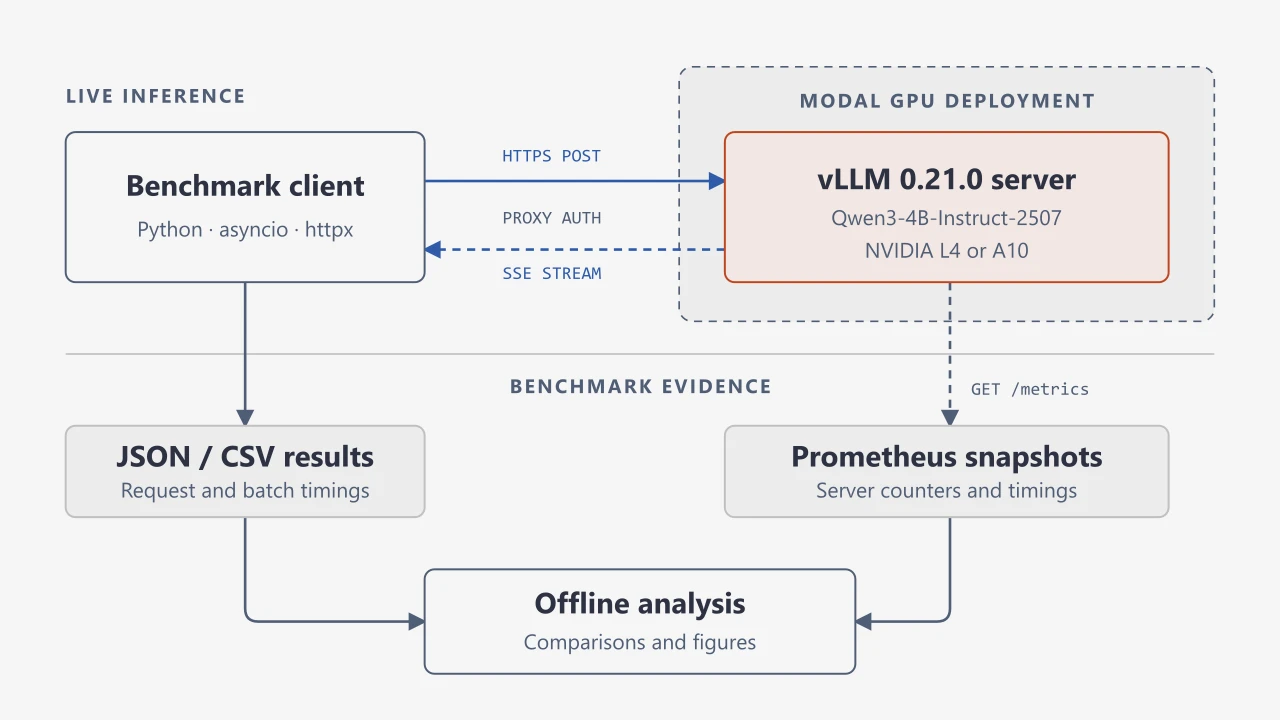 LIVE INFERENCE
MODAL GPU DEPLOYMENT
Benchmark client
Python · asyncio · httpx
HTTPS POST
PROXY AUTH
SSE STREAM
vLLM 0.21.0 server
Qwen3-4B-Instruct-2507
NVIDIA L4 or A10
BENCHMARK EVIDENCE
GET /metrics
JSON / CSV results
Request and batch timings
Prometheus snapshots
Server counters and timings
Offline analysis
Comparisons and figures